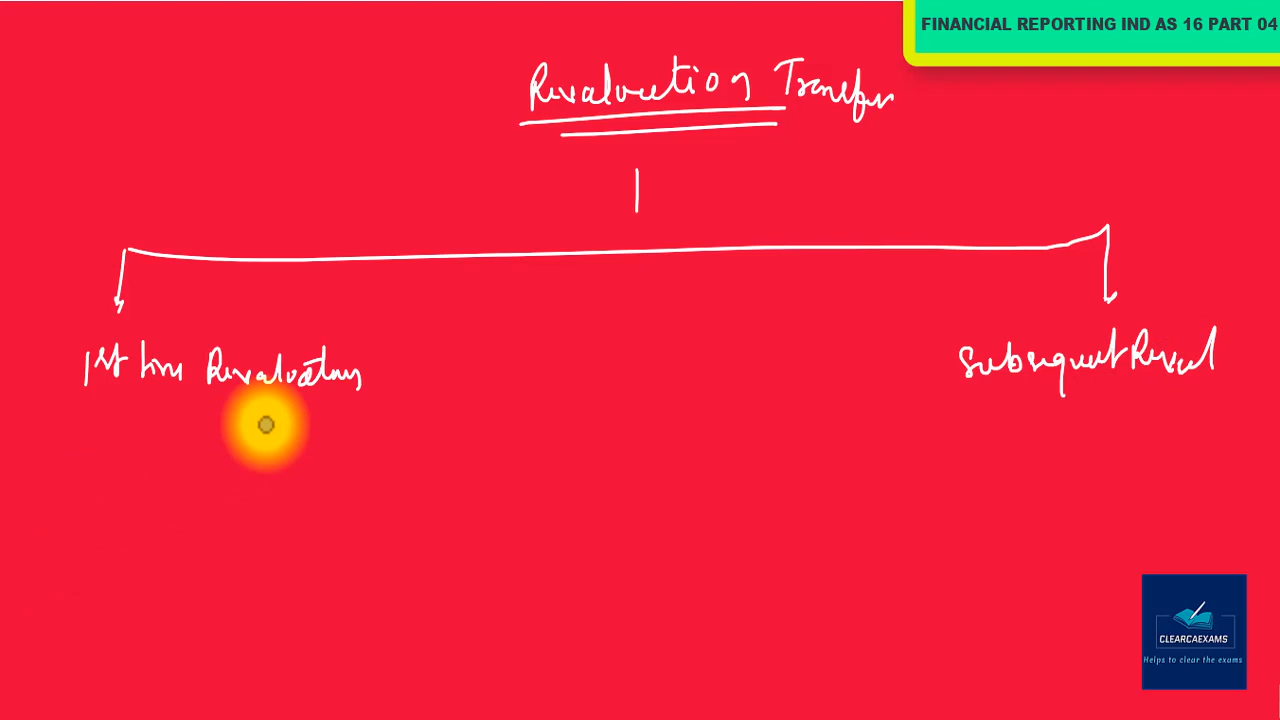 FINANCIAL REPORTING IND AS 16 PART 04
Revaluation Transfer
1st time Revaluation
Subsequent Reval
CLEARCAEXAMS
Helps to clear the exams